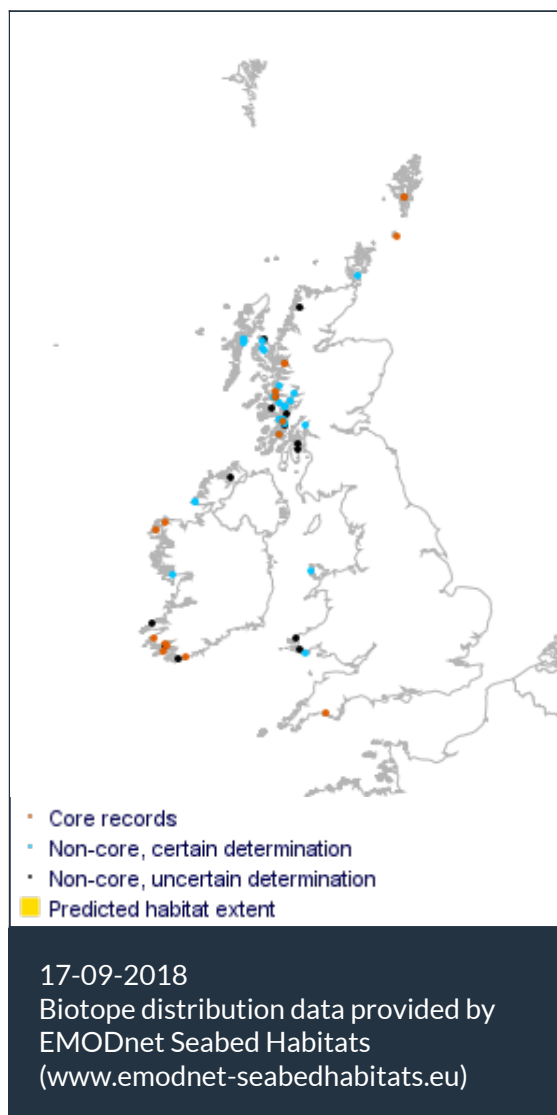 Core records
Non-core, certain determination
Non-core, uncertain determination
Predicted habitat extent
17-09-2018
Biotope distribution data provided by
EMODnet Seabed Habitats
(www.emodnet-seabedhabitats.eu)